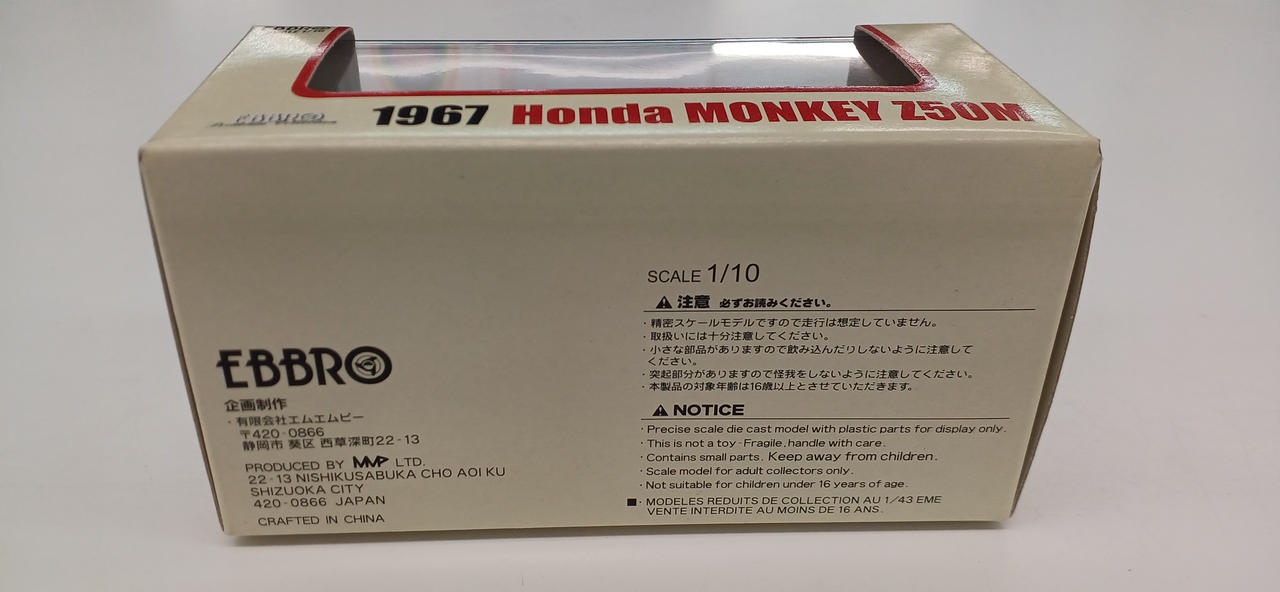 EBBRO
EBBRO
1967 Honda MONKEY Z50M
SCALE 1/10
注意 必ずお読みください。
・精密スケールモデルですので走行は想定していません。
・取扱いには十分注意してください。
・小さな部品がありますので飲み込んだりしないように注意して
ください。
・突起部分がありますので怪我をしないように注意してください。
・本製品の対象年齢は16歳以上とさせていただきます。
NOTICE
・Precise scale die cast model with plastic parts for display only.
・This is not a toy-Fragile, handle with care.
・Contains small parts. Keep away from children.
・Scale model for adult collectors only.
・Not suitable for children under 16 years of age.
■・MODELES REDUITS DE COLLECTION AU 1/43 EME
VENTE INTERDITE AU MOINS DE 16 ANS.
EBBRO
企画制作
・有限会社エムエムピー
〒420-0866
静岡市 葵区 西草深町22-13
PRODUCED BY MMP LTD.
22-13 NISHIKUSABUKA CHO AOI KU
SHIZUOKA CITY
420-0866 JAPAN
CRAFTED IN CHINA